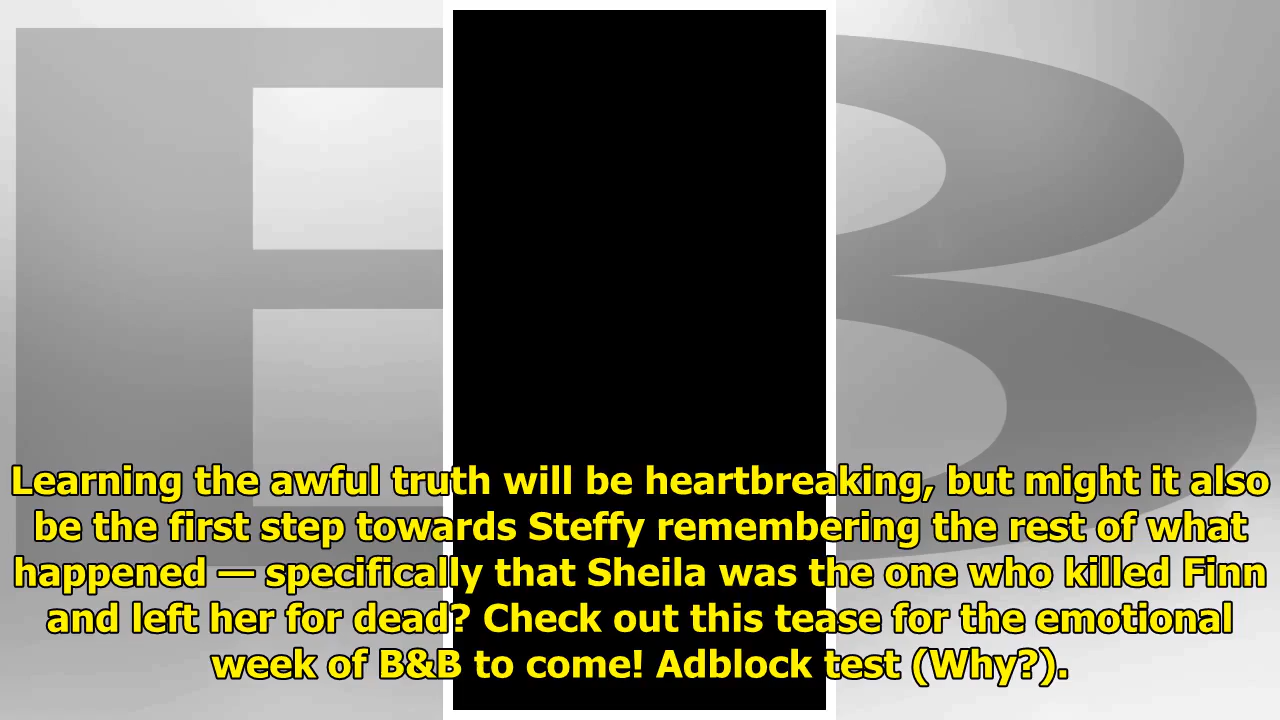 Learning the awful truth will be heartbreaking, but might it also
be the first step towards Steffy remembering the rest of what
happened — specifically that Sheila was the one who killed Finn
and left her for dead? Check out this tease for the emotional
week of B&B to come! Adblock test (Why?).